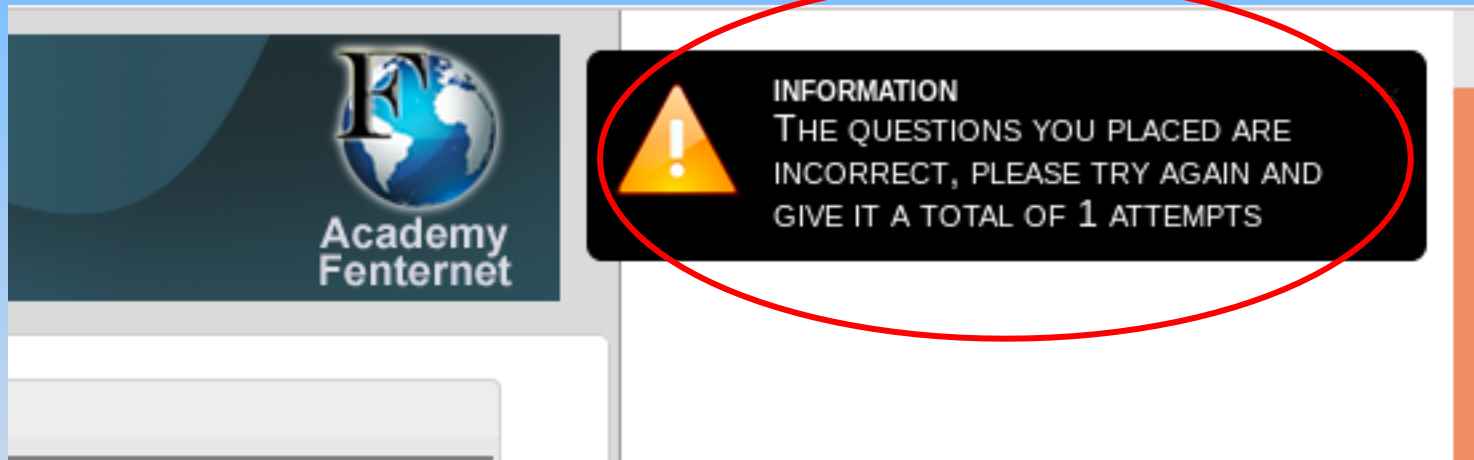 F
Academy
Fenternet
INFORMATION
THE QUESTIONS YOU PLACED ARE
INCORRECT, PLEASE TRY AGAIN AND
GIVE IT A TOTAL OF 1 ATTEMPTS